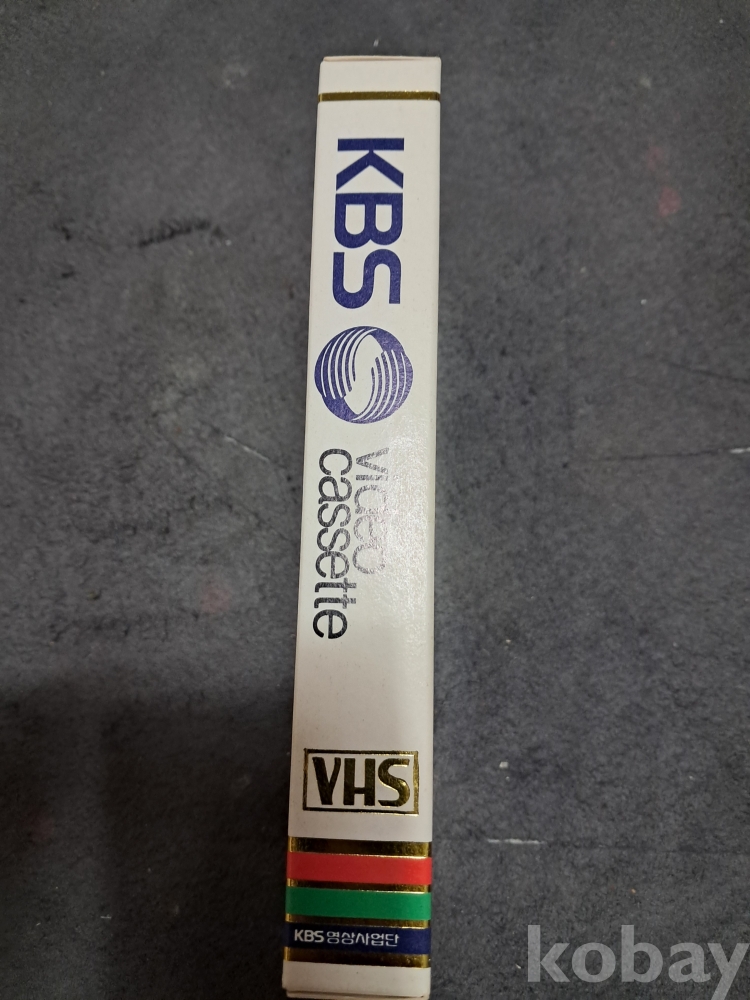 KBS
video
cassette
VHS
KBS 영상사업단
kobay